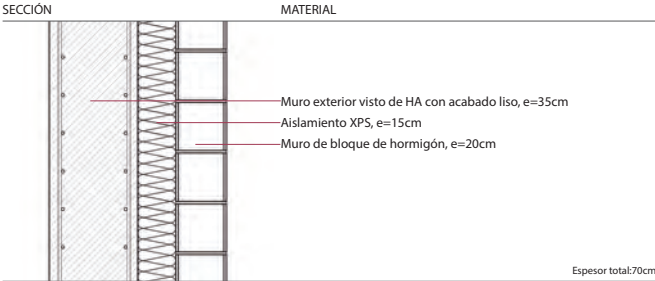 SECCIÓN MATERIAL
Muro exterior visto de HA con acabado liso, e=35cm
Aislamiento XPS, e=15cm
Muro de bloque de hormigón, e=20cm
Espesor total:70cm